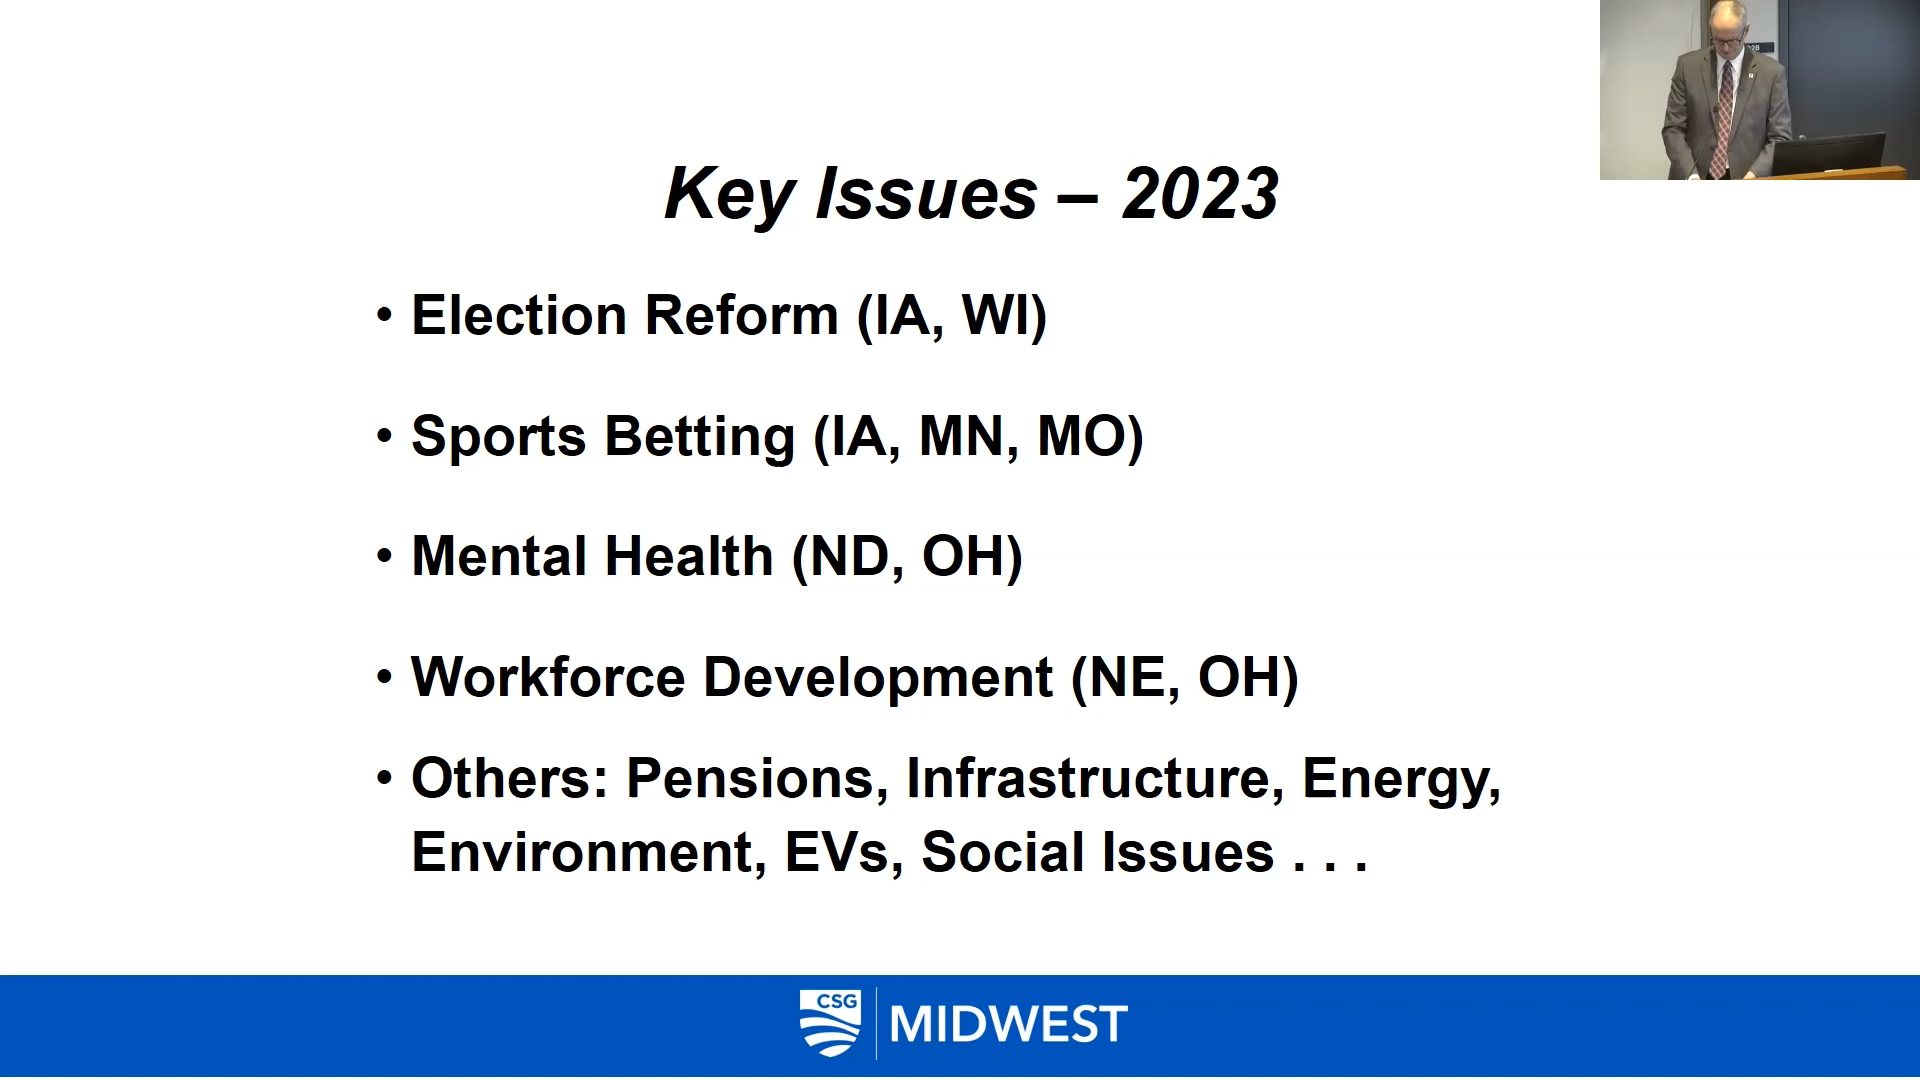 Key Issues – 2023
• Election Reform (IA, WI)
• Sports Betting (IA, MN, MO)
• Mental Health (ND, OH)
• Workforce Development (NE, OH)
• Others: Pensions, Infrastructure, Energy,
Environment, EVs, Social Issues . . .
CSG
MIDWEST